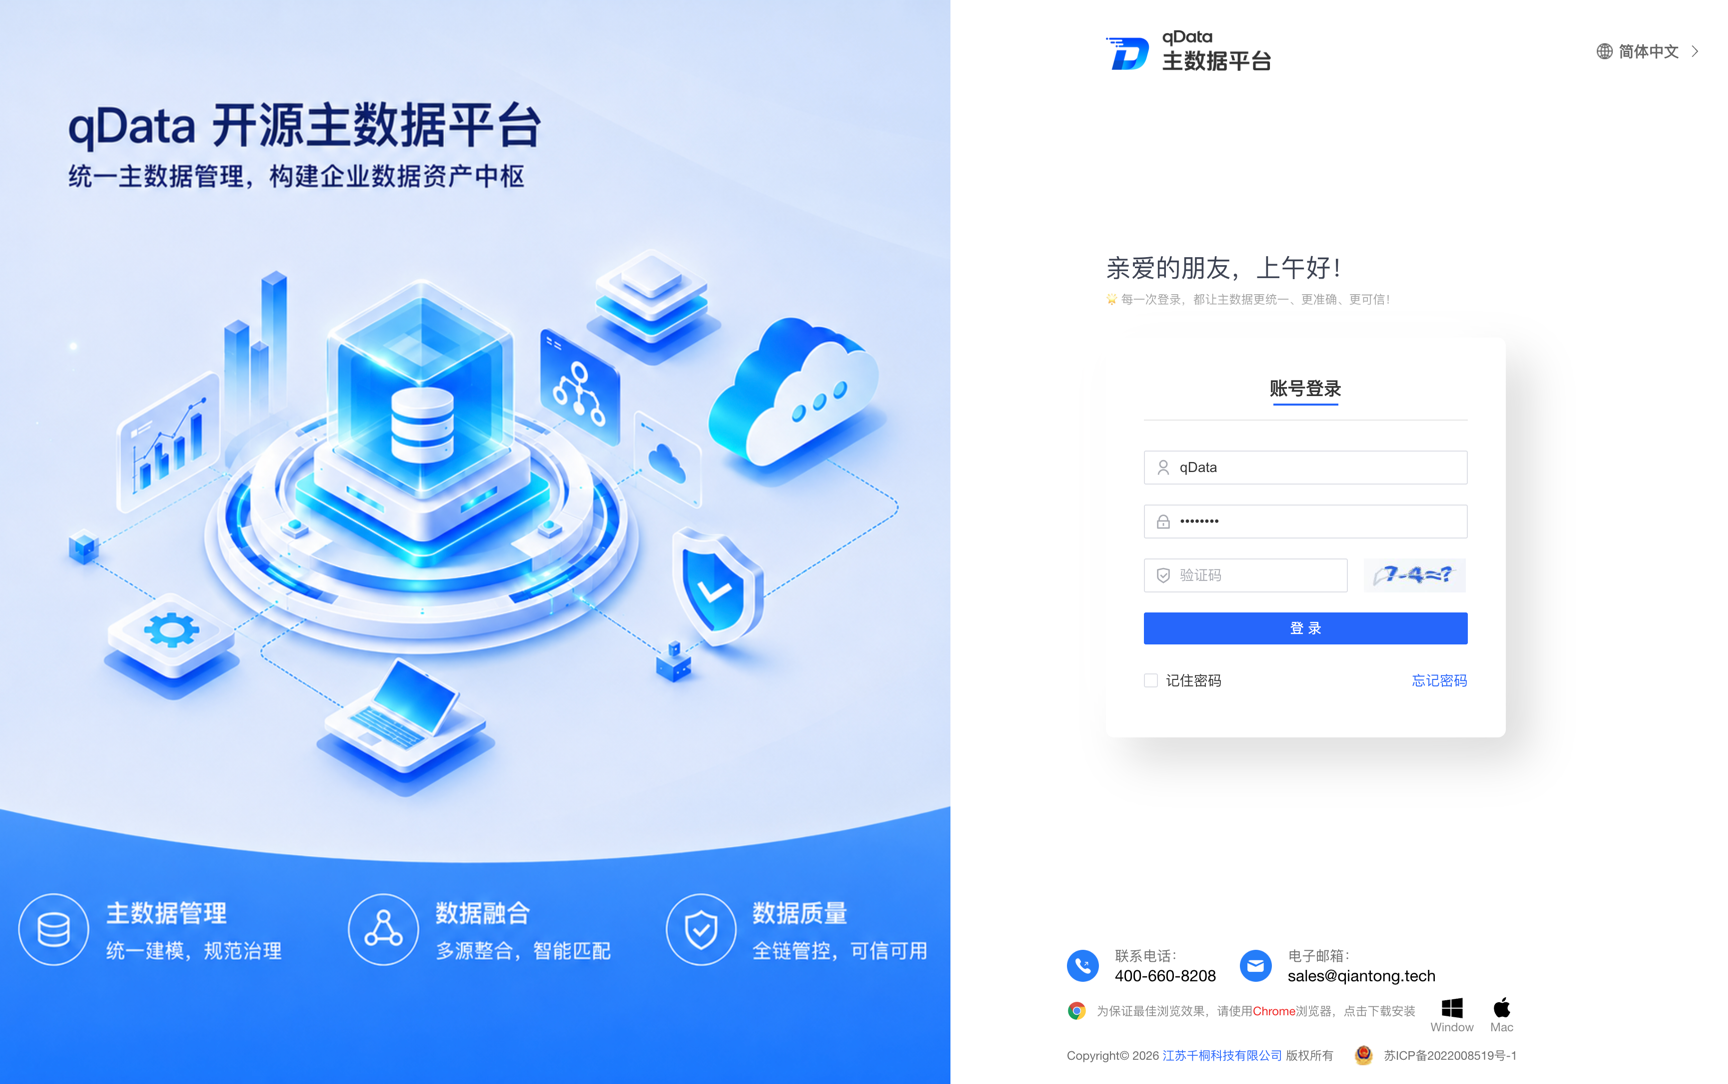 qData 开源主数据平台
统一主数据管理，构建企业数据资产中枢
主数据管理
统一建模，规范治理
数据融合
多源整合，智能匹配
数据质量
全链管控，可信可用
qData
主数据平台
简体中文
亲爱的朋友，上午好！
每一次登录，都让主数据更统一、更准确、更可信！
账号登录
qData
••••••••
验证码
7-4=?
登 录
记住密码
忘记密码
联系电话：
400-660-8208
电子邮箱：
sales@qiantong.tech
为保证最佳浏览效果，请使用Chrome浏览器，点击下载安装
Window
Mac
Copyright© 2026 江苏千桐科技有限公司 版权所有
苏ICP备2022008519号-1